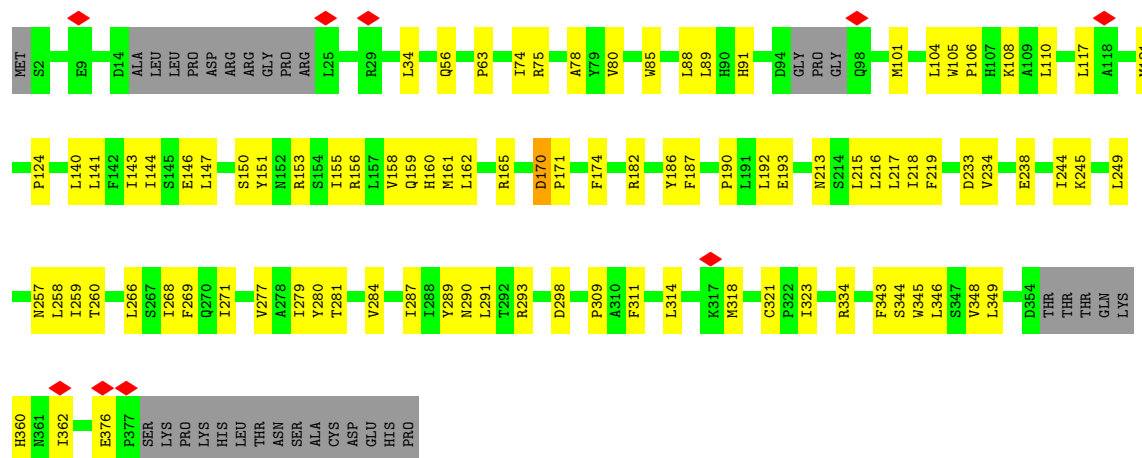 MET S2 E9 D14 ALA LEU LEU PRO ASP ARG ARG GLY PRO ARG L25 R29 L34 Q56 P63 I74 R75 A78 Y79 V80 W85 L88 L89 H90 H91 D94 GLY PRO GLY Q98 M101 L104 W105 P106 H107 K108 A109 L110 L117 A118
P124 L140 L141 F142 I143 I144 S145 E146 L147 S150 Y151 N152 R153 S154 I155 R156 L157 V158 Q159 H160 M161 L162 R165 D170 P171 F174 R182 Y186 F187 P190 L191 L192 E193 N213 S214 L215 L216 L217 I218 F219 D233 V234 E238 I244 K245 L249
N257 L258 I259 T260 L266 S267 I268 F269 Q270 I271 V277 A278 I279 Y280 T281 V284 I287 I288 Y289 N290 L291 T292 R293 D298 P309 A310 F311 L314 K317 M318 C321 P322 I323 R334 F343 S344 W345 L346 S347 V348 L349 D354 THR THR THR GLN LYS
H360 N361 I362 E376 P377 SER LYS PRO LYS HIS LEU THR ASN SER ALA CYS ASP GLU HIS PRO